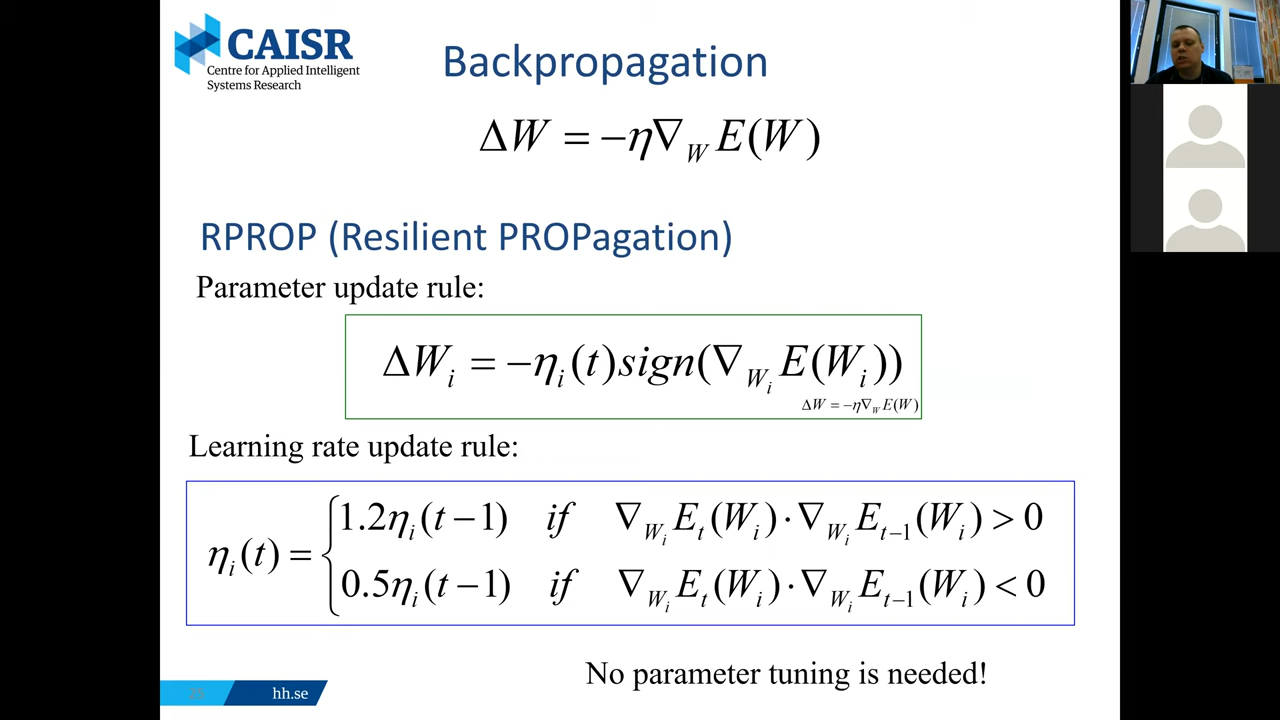 CAISR
Centre for Applied Intelligent
Systems Research
Backpropagation
ΔW = −η∇_W E(W)
RPROP (Resilient PROPagation)
Parameter update rule:
ΔW_i = −η_i(t)sign(∇_{W_i} E(W_i))
ΔW = −η∇_W E(W)
Learning rate update rule:
η_i(t) = { 1.2η_i(t − 1) if ∇_{W_i} E_t(W_i) · ∇_{W_i} E_{t−1}(W_i) > 0
0.5η_i(t − 1) if ∇_{W_i} E_t(W_i) · ∇_{W_i} E_{t−1}(W_i) < 0
No parameter tuning is needed!
hh.se